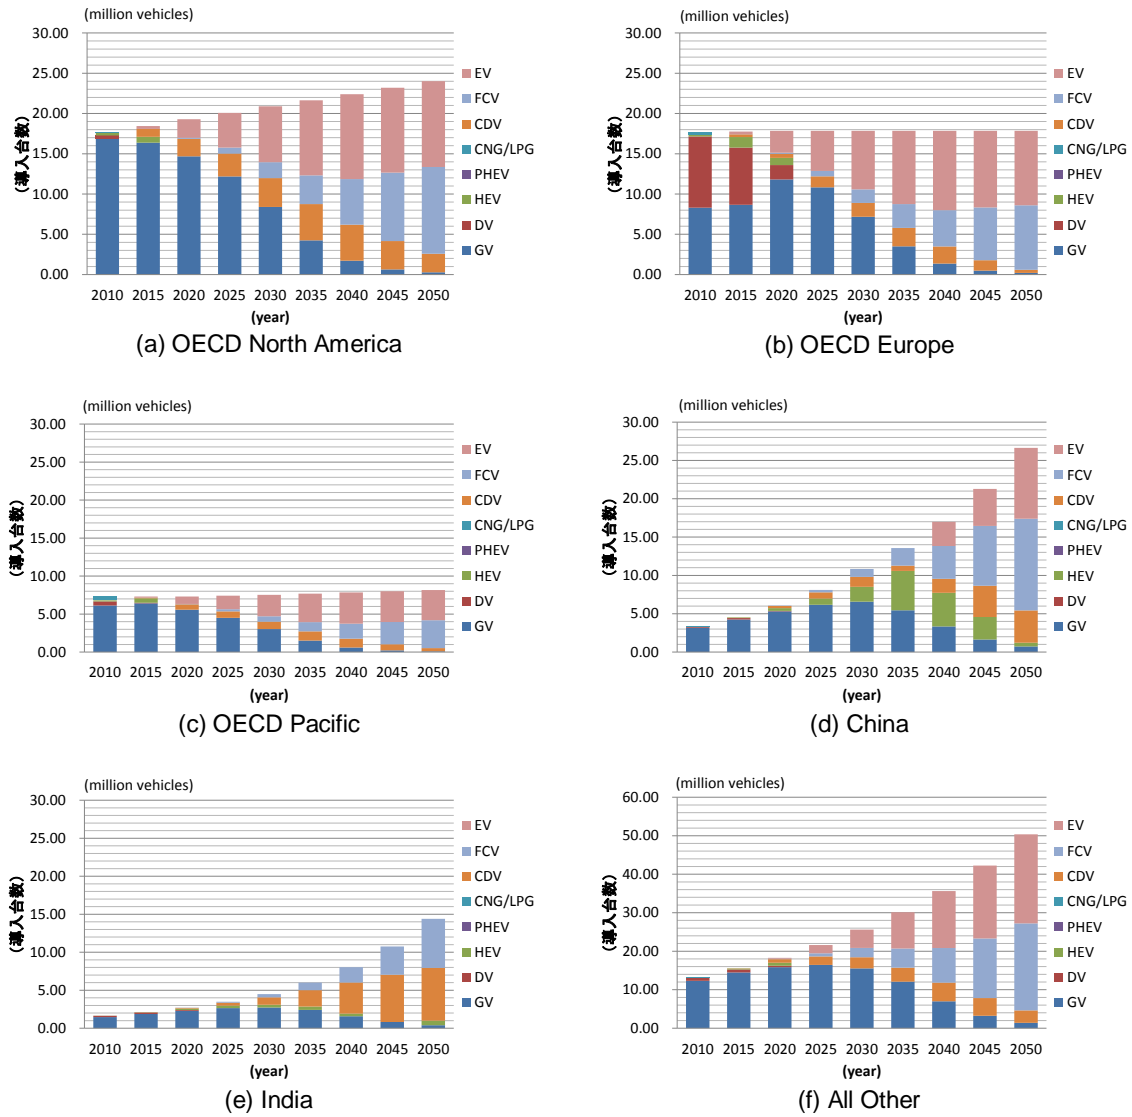 (million vehicles)
(導入台数)
30.00
25.00
20.00
15.00
10.00
5.00
0.00
2010 2015 2020 2025 2030 2035 2040 2045 2050
(year)
EV
FCV
CDV
CNG/LPG
PHEV
HEV
DV
GV
(a) OECD North America
(million vehicles)
(導入台数)
30.00
25.00
20.00
15.00
10.00
5.00
0.00
2010 2015 2020 2025 2030 2035 2040 2045 2050
(year)
EV
FCV
CDV
CNG/LPG
PHEV
HEV
DV
GV
(b) OECD Europe
(million vehicles)
(導入台数)
30.00
25.00
20.00
15.00
10.00
5.00
0.00
2010 2015 2020 2025 2030 2035 2040 2045 2050
(year)
EV
FCV
CDV
CNG/LPG
PHEV
HEV
DV
GV
(c) OECD Pacific
(million vehicles)
(導入台数)
30.00
25.00
20.00
15.00
10.00
5.00
0.00
2010 2015 2020 2025 2030 2035 2040 2045 2050
(year)
EV
FCV
CDV
CNG/LPG
PHEV
HEV
DV
GV
(d) China
(million vehicles)
(導入台数)
30.00
25.00
20.00
15.00
10.00
5.00
0.00
2010 2015 2020 2025 2030 2035 2040 2045 2050
(year)
EV
FCV
CDV
CNG/LPG
PHEV
HEV
DV
GV
(e) India
(million vehicles)
(導入台数)
60.00
50.00
40.00
30.00
20.00
10.00
0.00
2010 2015 2020 2025 2030 2035 2040 2045 2050
(year)
EV
FCV
CDV
CNG/LPG
PHEV
HEV
DV
GV
(f) All Other